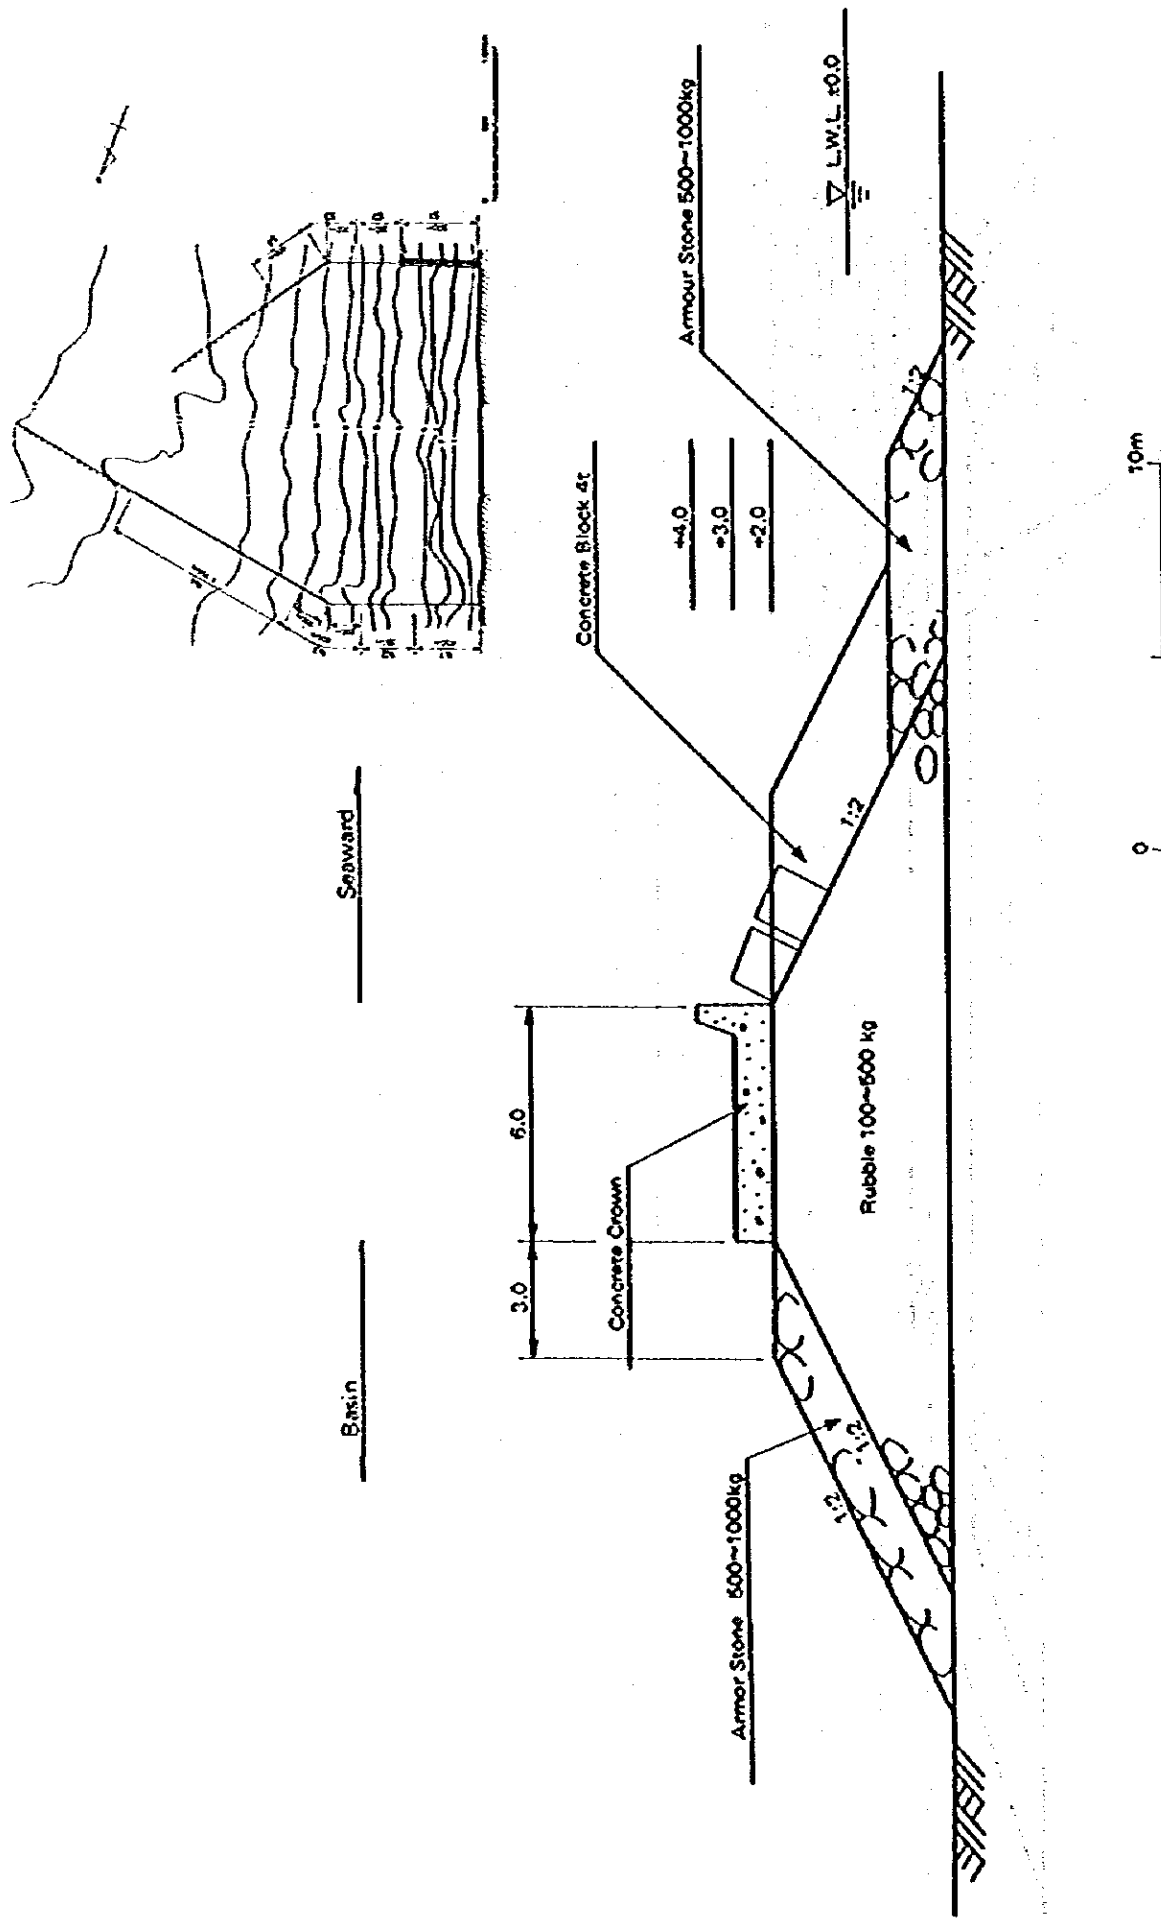 Basin
Seaward
3.0
6.0
Concrete Crown
Concrete Block 4t
+4.0
+3.0
+2.0
Armour Stone 500~1000kg
L.W.L. ±0.0
Armor Stone 500~1000kg
1:2
1:2
1:2
1:2
Rubble 100~500 kg
0
10m